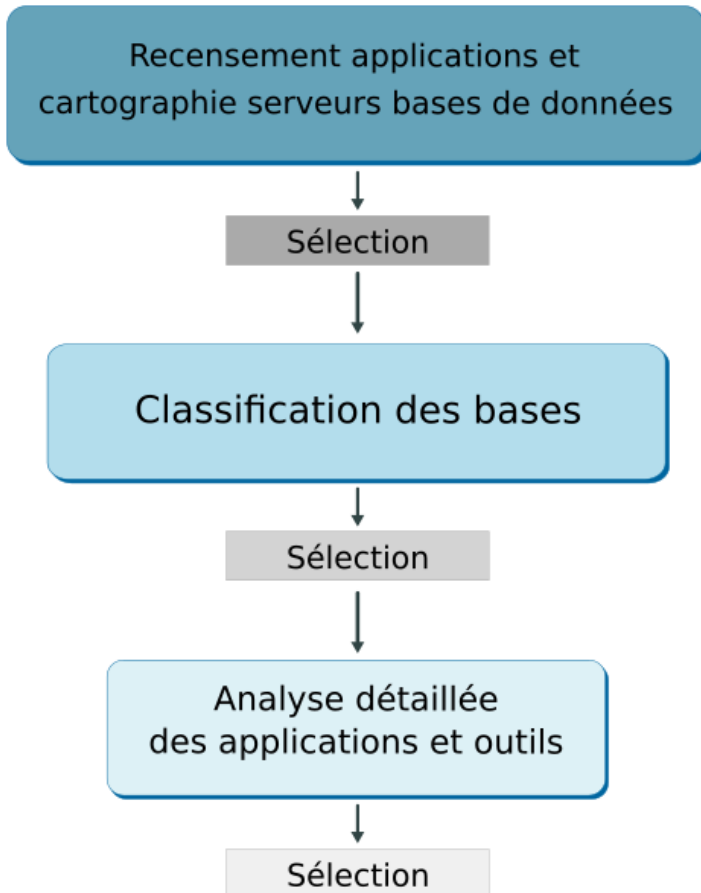 Recensement applications et
cartographie serveurs bases de données
Sélection
Classification des bases
Sélection
Analyse détaillée
des applications et outils
Sélection